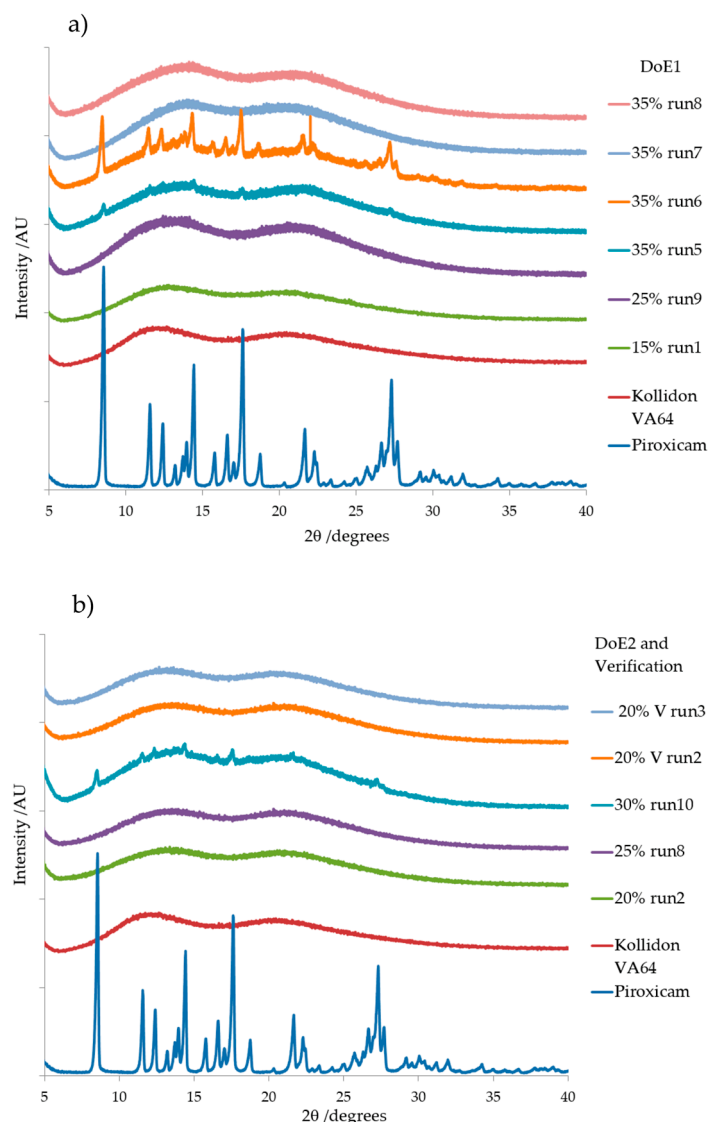 a)
DoE1
35% run8
35% run7
35% run6
35% run5
25% run9
15% run1
Kollidon
VA64
Piroxicam
Intensity /AU
5 10 15 20 25 30 35 40
2θ /degrees
b)
DoE2 and
Verification
20% V run3
20% V run2
30% run10
25% run8
20% run2
Kollidon
VA64
Piroxicam
Intensity /AU
5 10 15 20 25 30 35 40
2θ /degrees